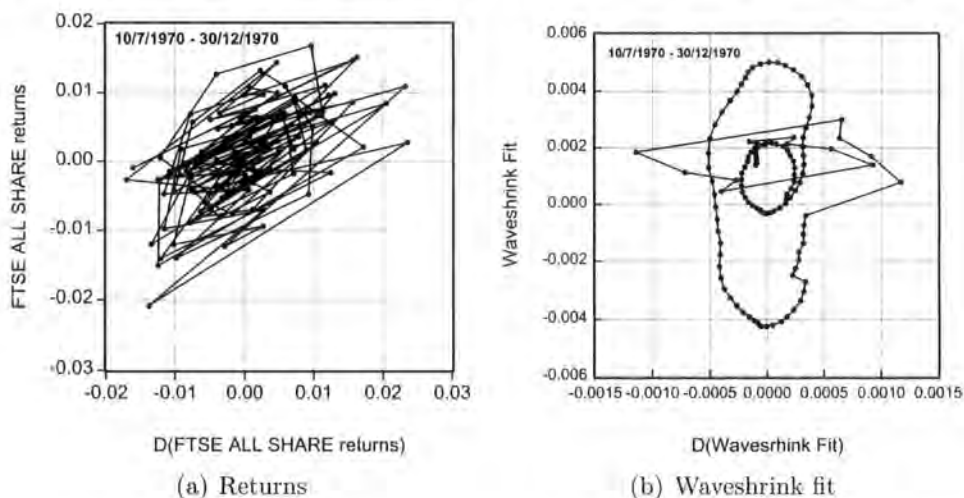 0.02
10/7/1970 - 30/12/1970
0.01
0.00
-0.01
-0.02
-0.03
FTSE ALL SHARE returns
-0.02 -0.01 0.00 0.01 0.02 0.03
D(FTSE ALL SHARE returns)
(a) Returns
0.006
10/7/1970 - 30/12/1970
0.004
0.002
0.000
-0.002
-0.004
-0.006
Waveshrink Fit
-0.0015 -0.0010 -0.0005 0.0000 0.0005 0.0010 0.0015
D(Wavesrhink Fit)
(b) Waveshrink fit